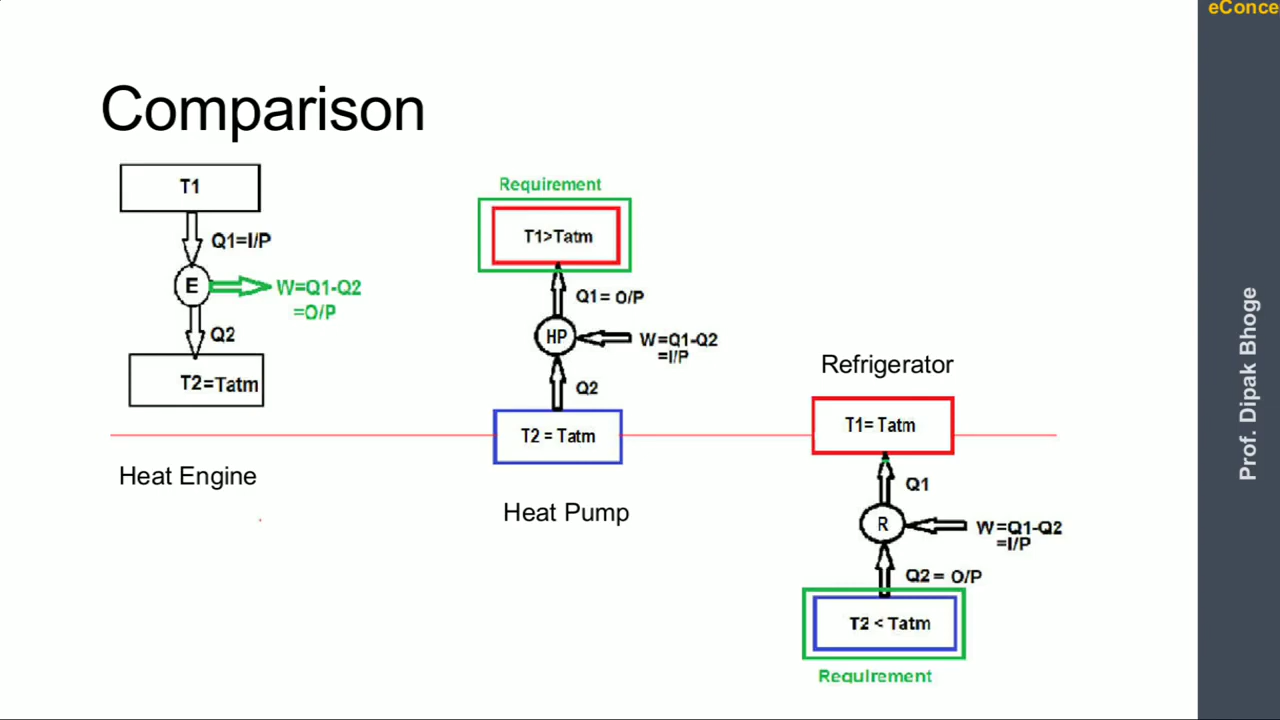 eConce
Comparison
T1
Q1=I/P
E
W=Q1-Q2
=O/P
Q2
T2=Tatm
Heat Engine
Requirement
T1>Tatm
Q1= O/P
HP
W=Q1-Q2
=I/P
Q2
T2 = Tatm
Heat Pump
Refrigerator
T1= Tatm
Q1
R
W=Q1-Q2
=I/P
Q2= O/P
T2 < Tatm
Requirement
Prof. Dipak Bhoge